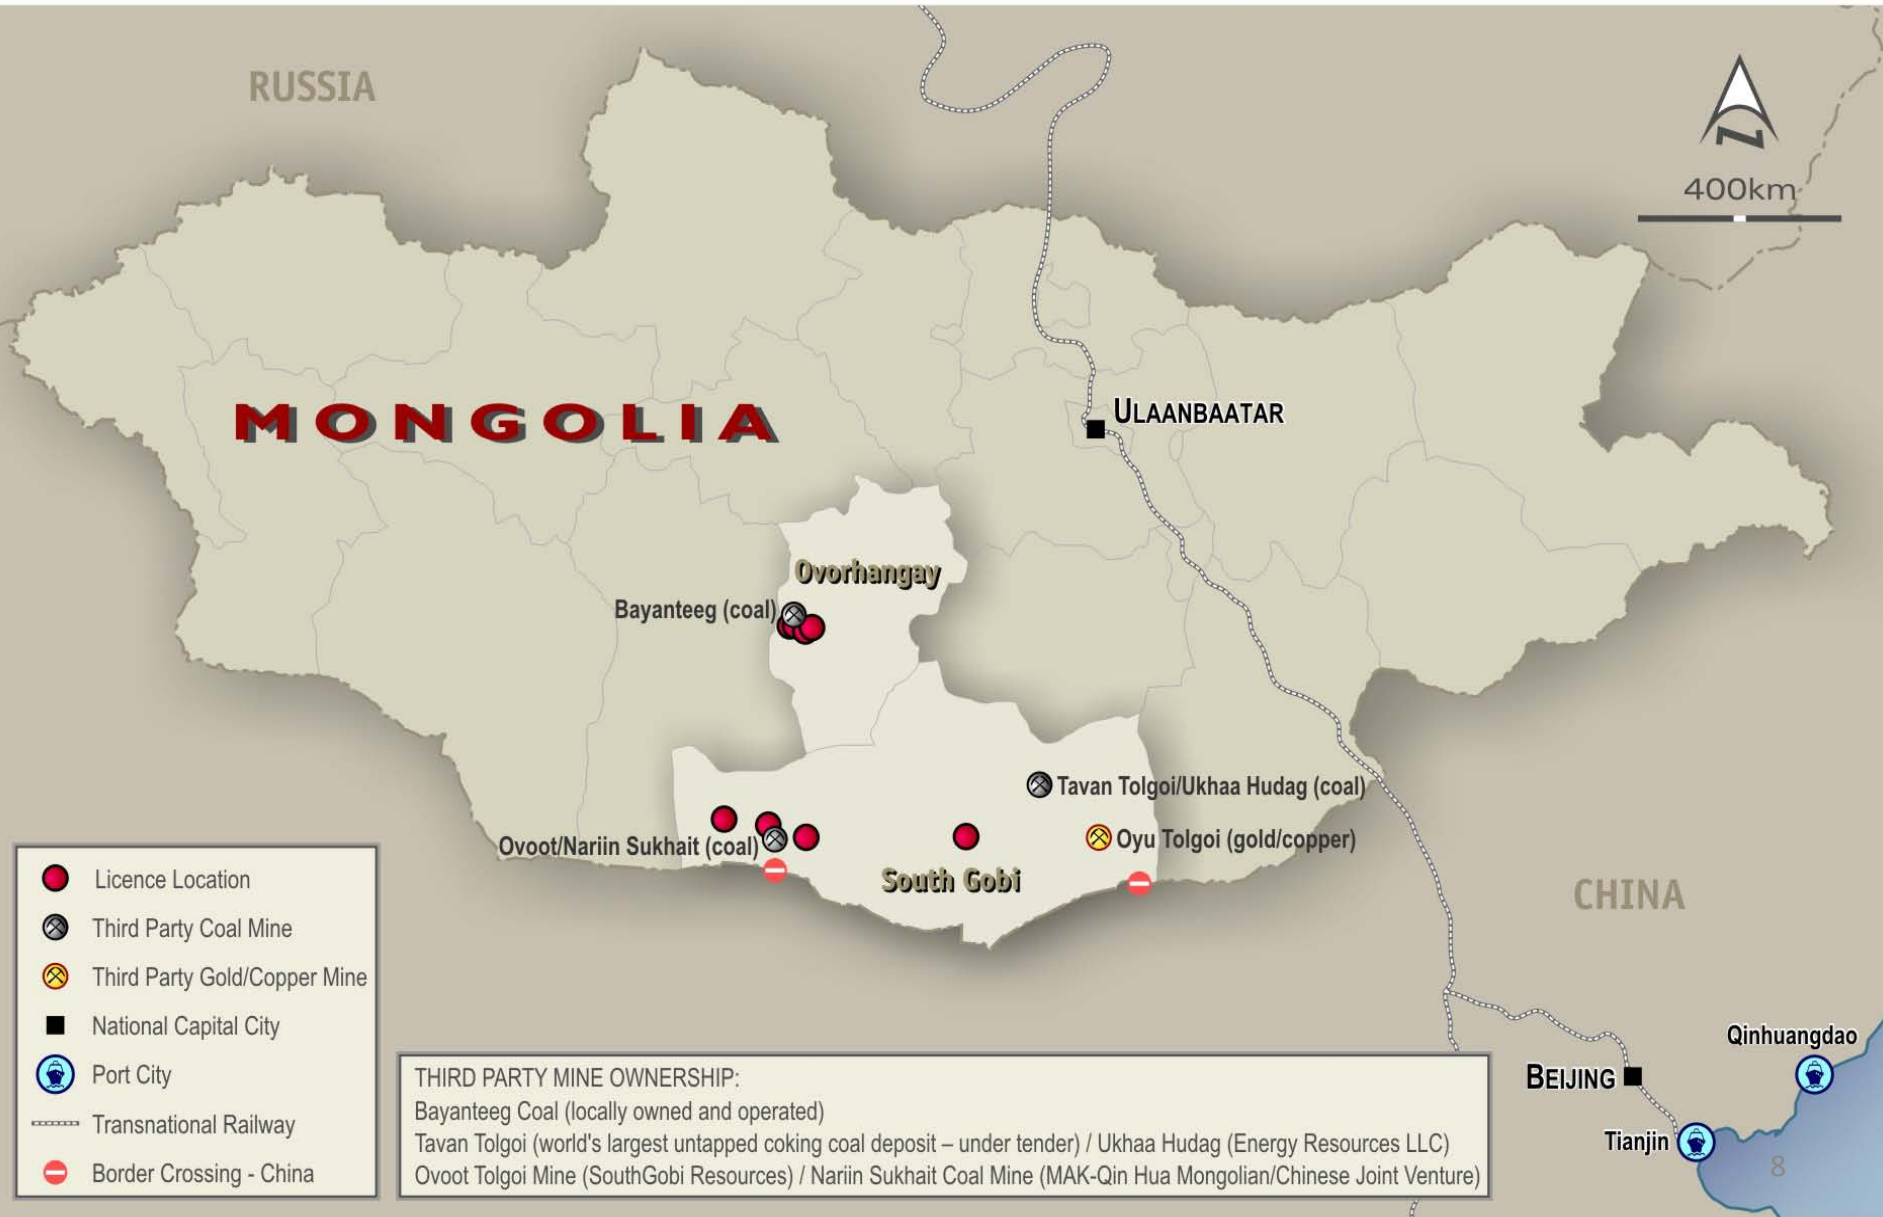 RUSSIA
N
400km
MONGOLIA
ULAANBAATAR
Ovorhangay
Bayanteeg (coal)
Tavan Tolgoi/Ukhaa Hudag (coal)
Ovoot/Nariin Sukhait (coal)
Oyu Tolgoi (gold/copper)
South Gobi
CHINA
Licence Location
Third Party Coal Mine
Third Party Gold/Copper Mine
National Capital City
Port City
Transnational Railway
Border Crossing - China
THIRD PARTY MINE OWNERSHIP:
Bayanteeg Coal (locally owned and operated)
Tavan Tolgoi (world's largest untapped coking coal deposit – under tender) / Ukhaa Hudag (Energy Resources LLC)
Ovoot Tolgoi Mine (SouthGobi Resources) / Nariin Sukhait Coal Mine (MAK-Qin Hua Mongolian/Chinese Joint Venture)
Qinhuangdao
BEIJING
Tianjin
8